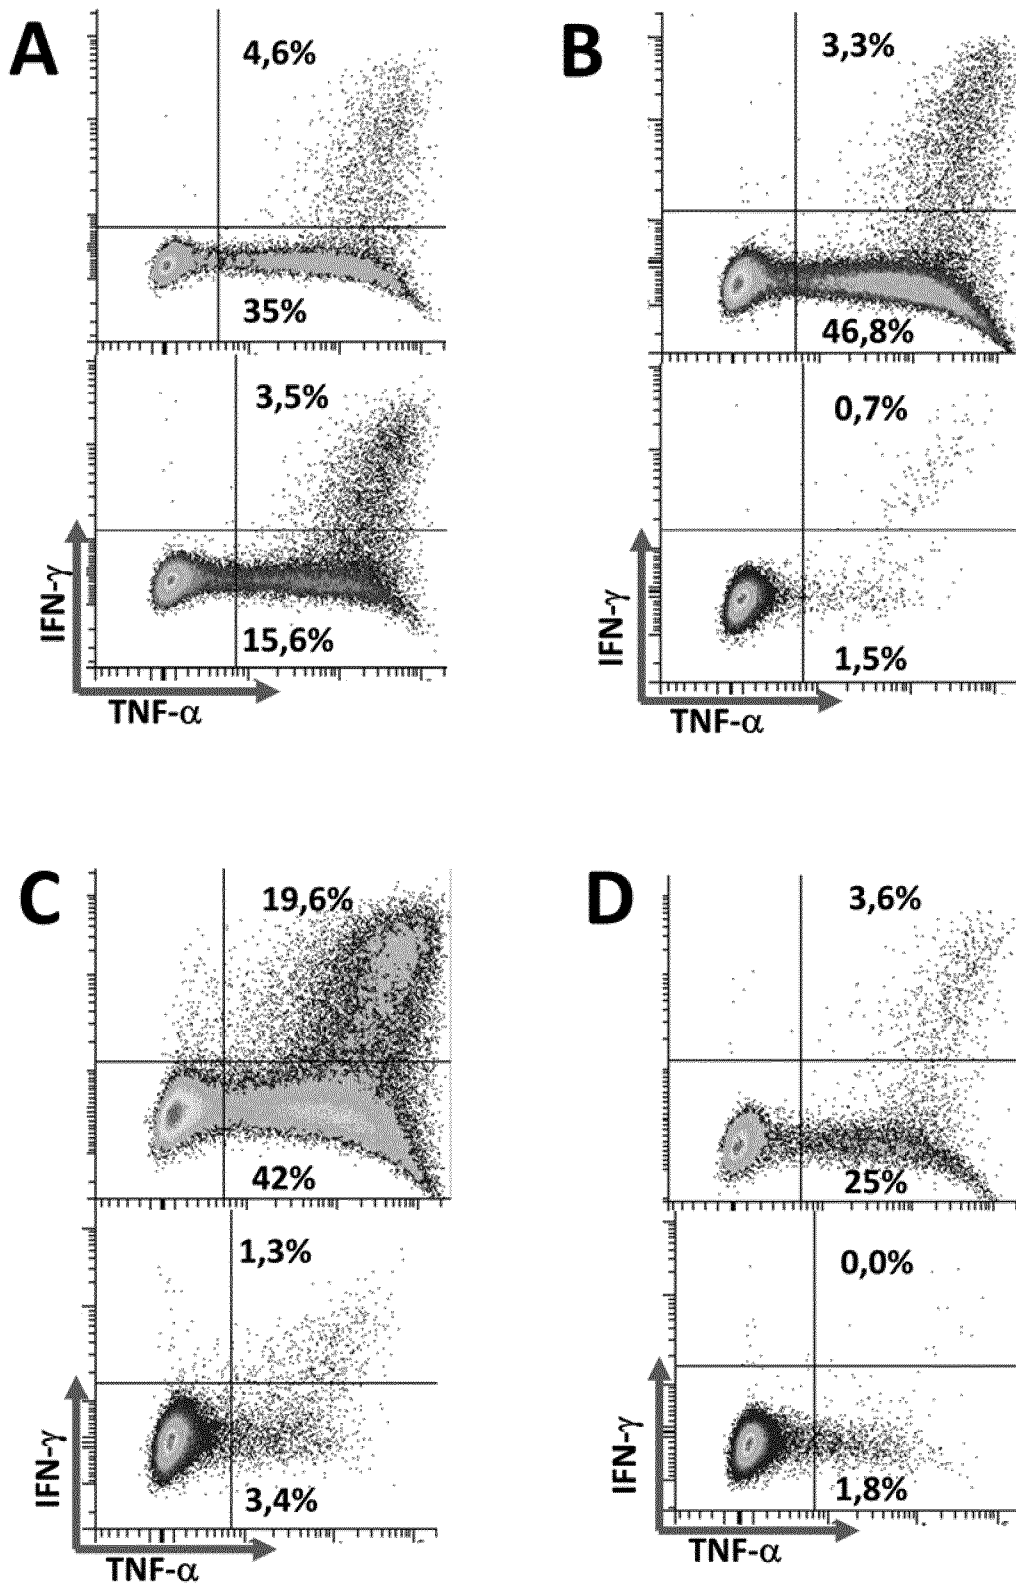 A
4,6%
35%
3,5%
15,6%
IFN-γ
TNF-α
B
3,3%
46,8%
0,7%
1,5%
IFN-γ
TNF-α
C
19,6%
42%
1,3%
3,4%
IFN-γ
TNF-α
D
3,6%
25%
0,0%
1,8%
IFN-γ
TNF-α